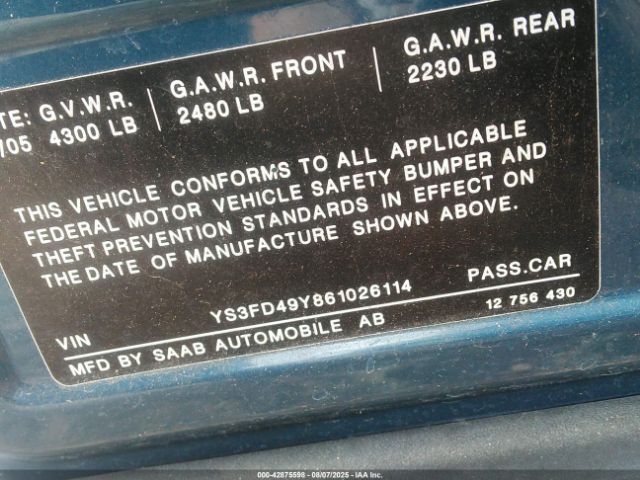 TE: G.V.W.R. G.A.W.R. FRONT G.A.W.R. REAR
/05 4300 LB 2480 LB 2230 LB
THIS VEHICLE CONFORMS TO ALL APPLICABLE
FEDERAL MOTOR VEHICLE SAFETY BUMPER AND
THEFT PREVENTION STANDARDS IN EFFECT ON
THE DATE OF MANUFACTURE SHOWN ABOVE.
VIN YS3FD49Y861026114 PASS.CAR
MFD BY SAAB AUTOMOBILE AB 12 756 430
000-42875598 - 08/07/2025 - IAA Inc.